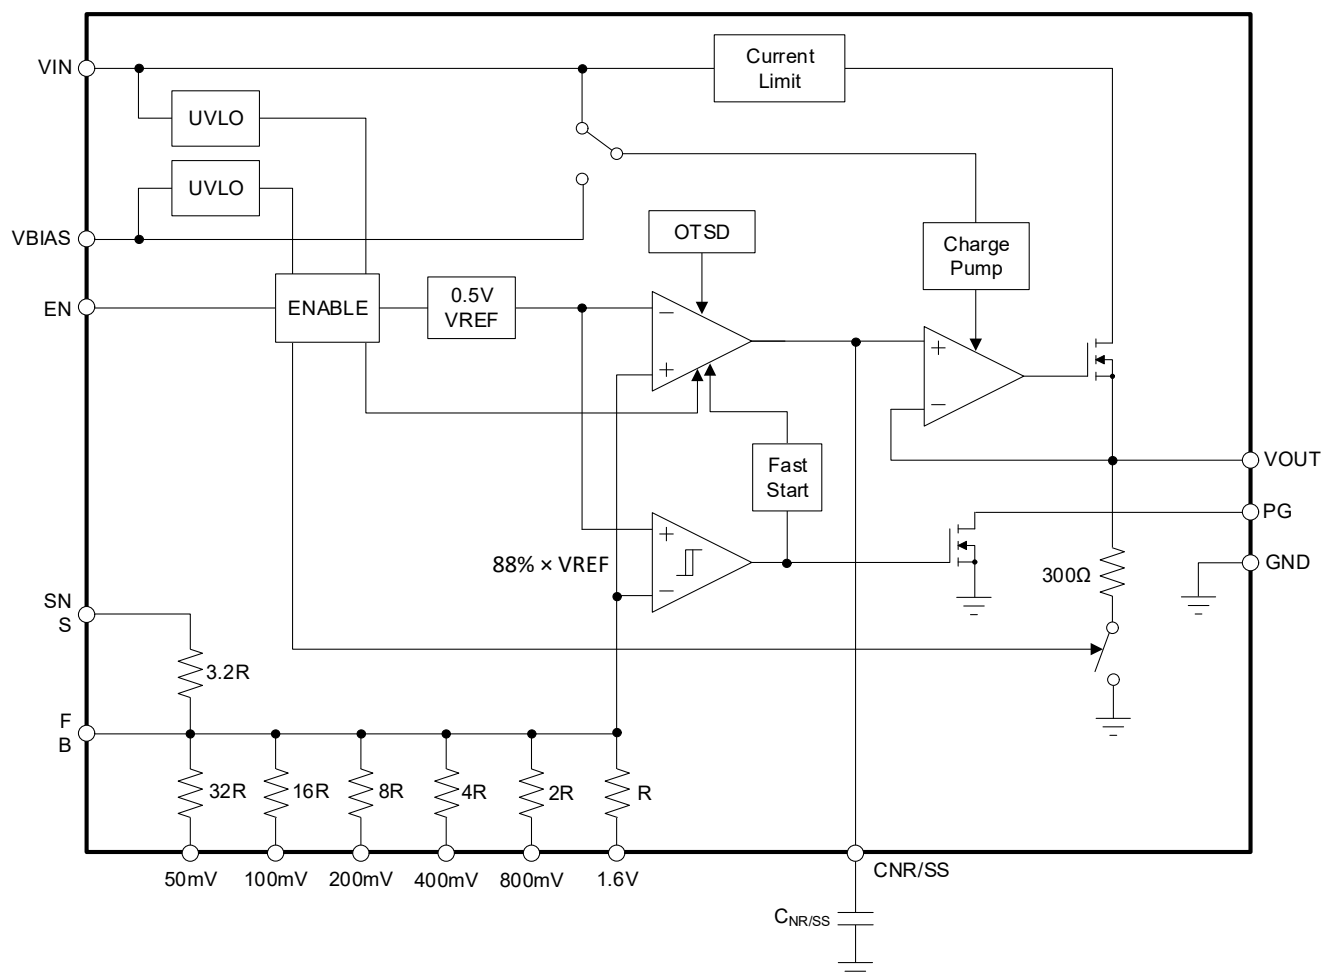 VIN
Current
Limit
UVLO
UVLO
VBIAS
OTSD
Charge
Pump
EN
ENABLE
0.5V
VREF
−
+
+
−
Fast
Start
VOUT
PG
GND
88% × VREF
+
−
300Ω
SN
S
3.2R
F
B
32R
16R
8R
4R
2R
R
50mV
100mV
200mV
400mV
800mV
1.6V
CNR/SS
CNR/SS